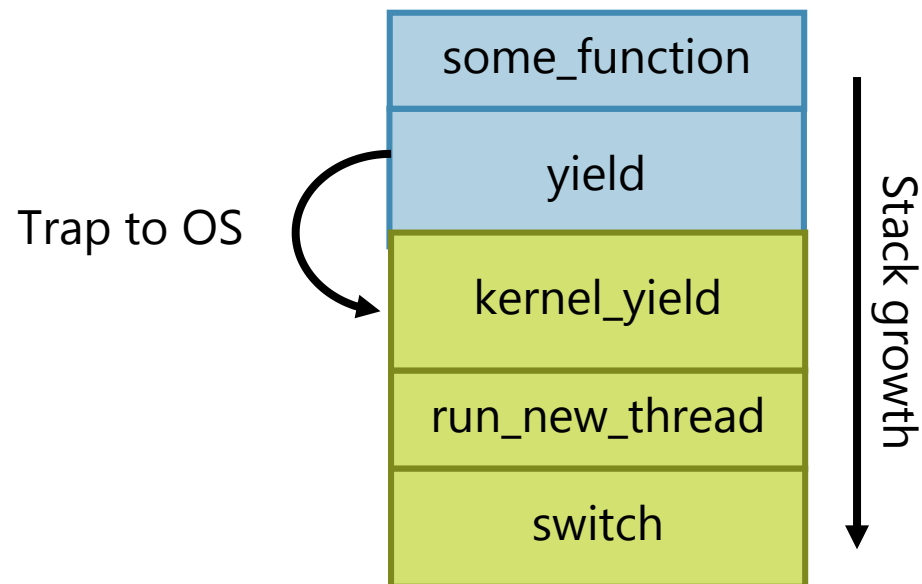 some_function
yield
Trap to OS
kernel_yield
run_new_thread
switch
Stack growth